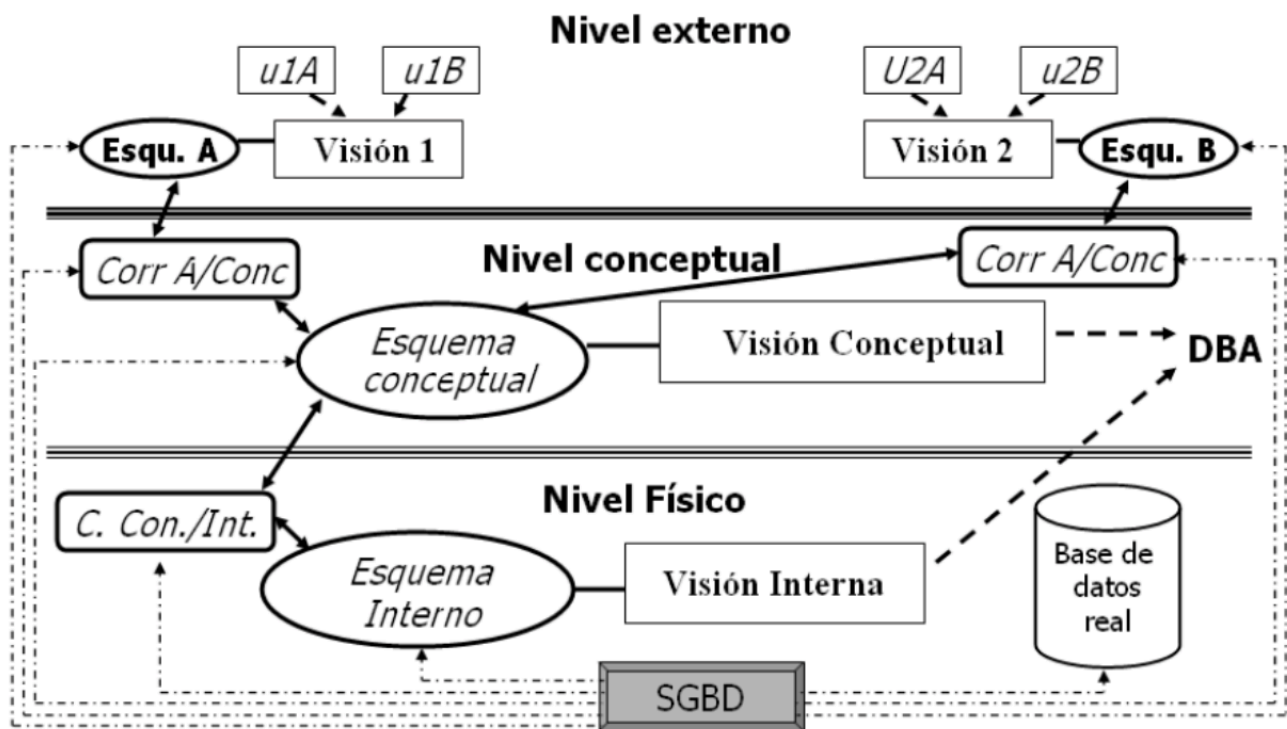 Nivel externo
u1A
u1B
U2A
u2B
Esqu. A
Visión 1
Visión 2
Esqu. B
Corr A/Conc
Nivel conceptual
Corr A/Conc
Esquema
conceptual
Visión Conceptual
DBA
Nivel Físico
C. Con./Int.
Esquema
Interno
Visión Interna
Base de
datos
real
SGBD